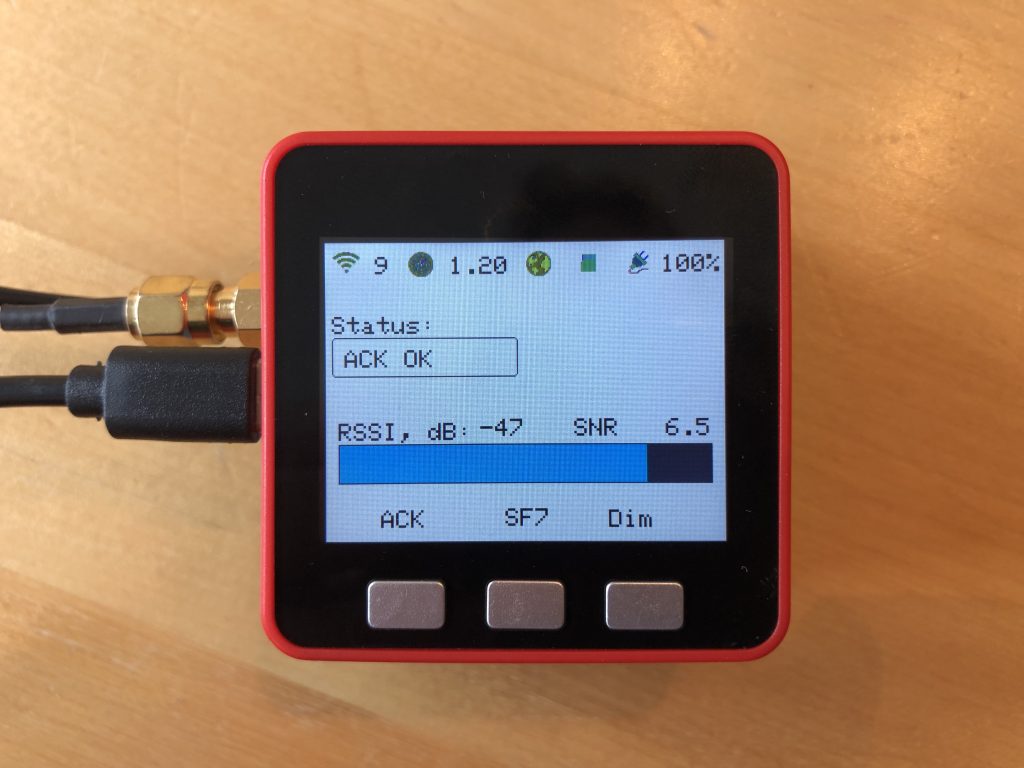 9 1.20 100%
Status:
ACK OK
RSSI, dB: -47 SNR 6.5
ACK SF7 Dim